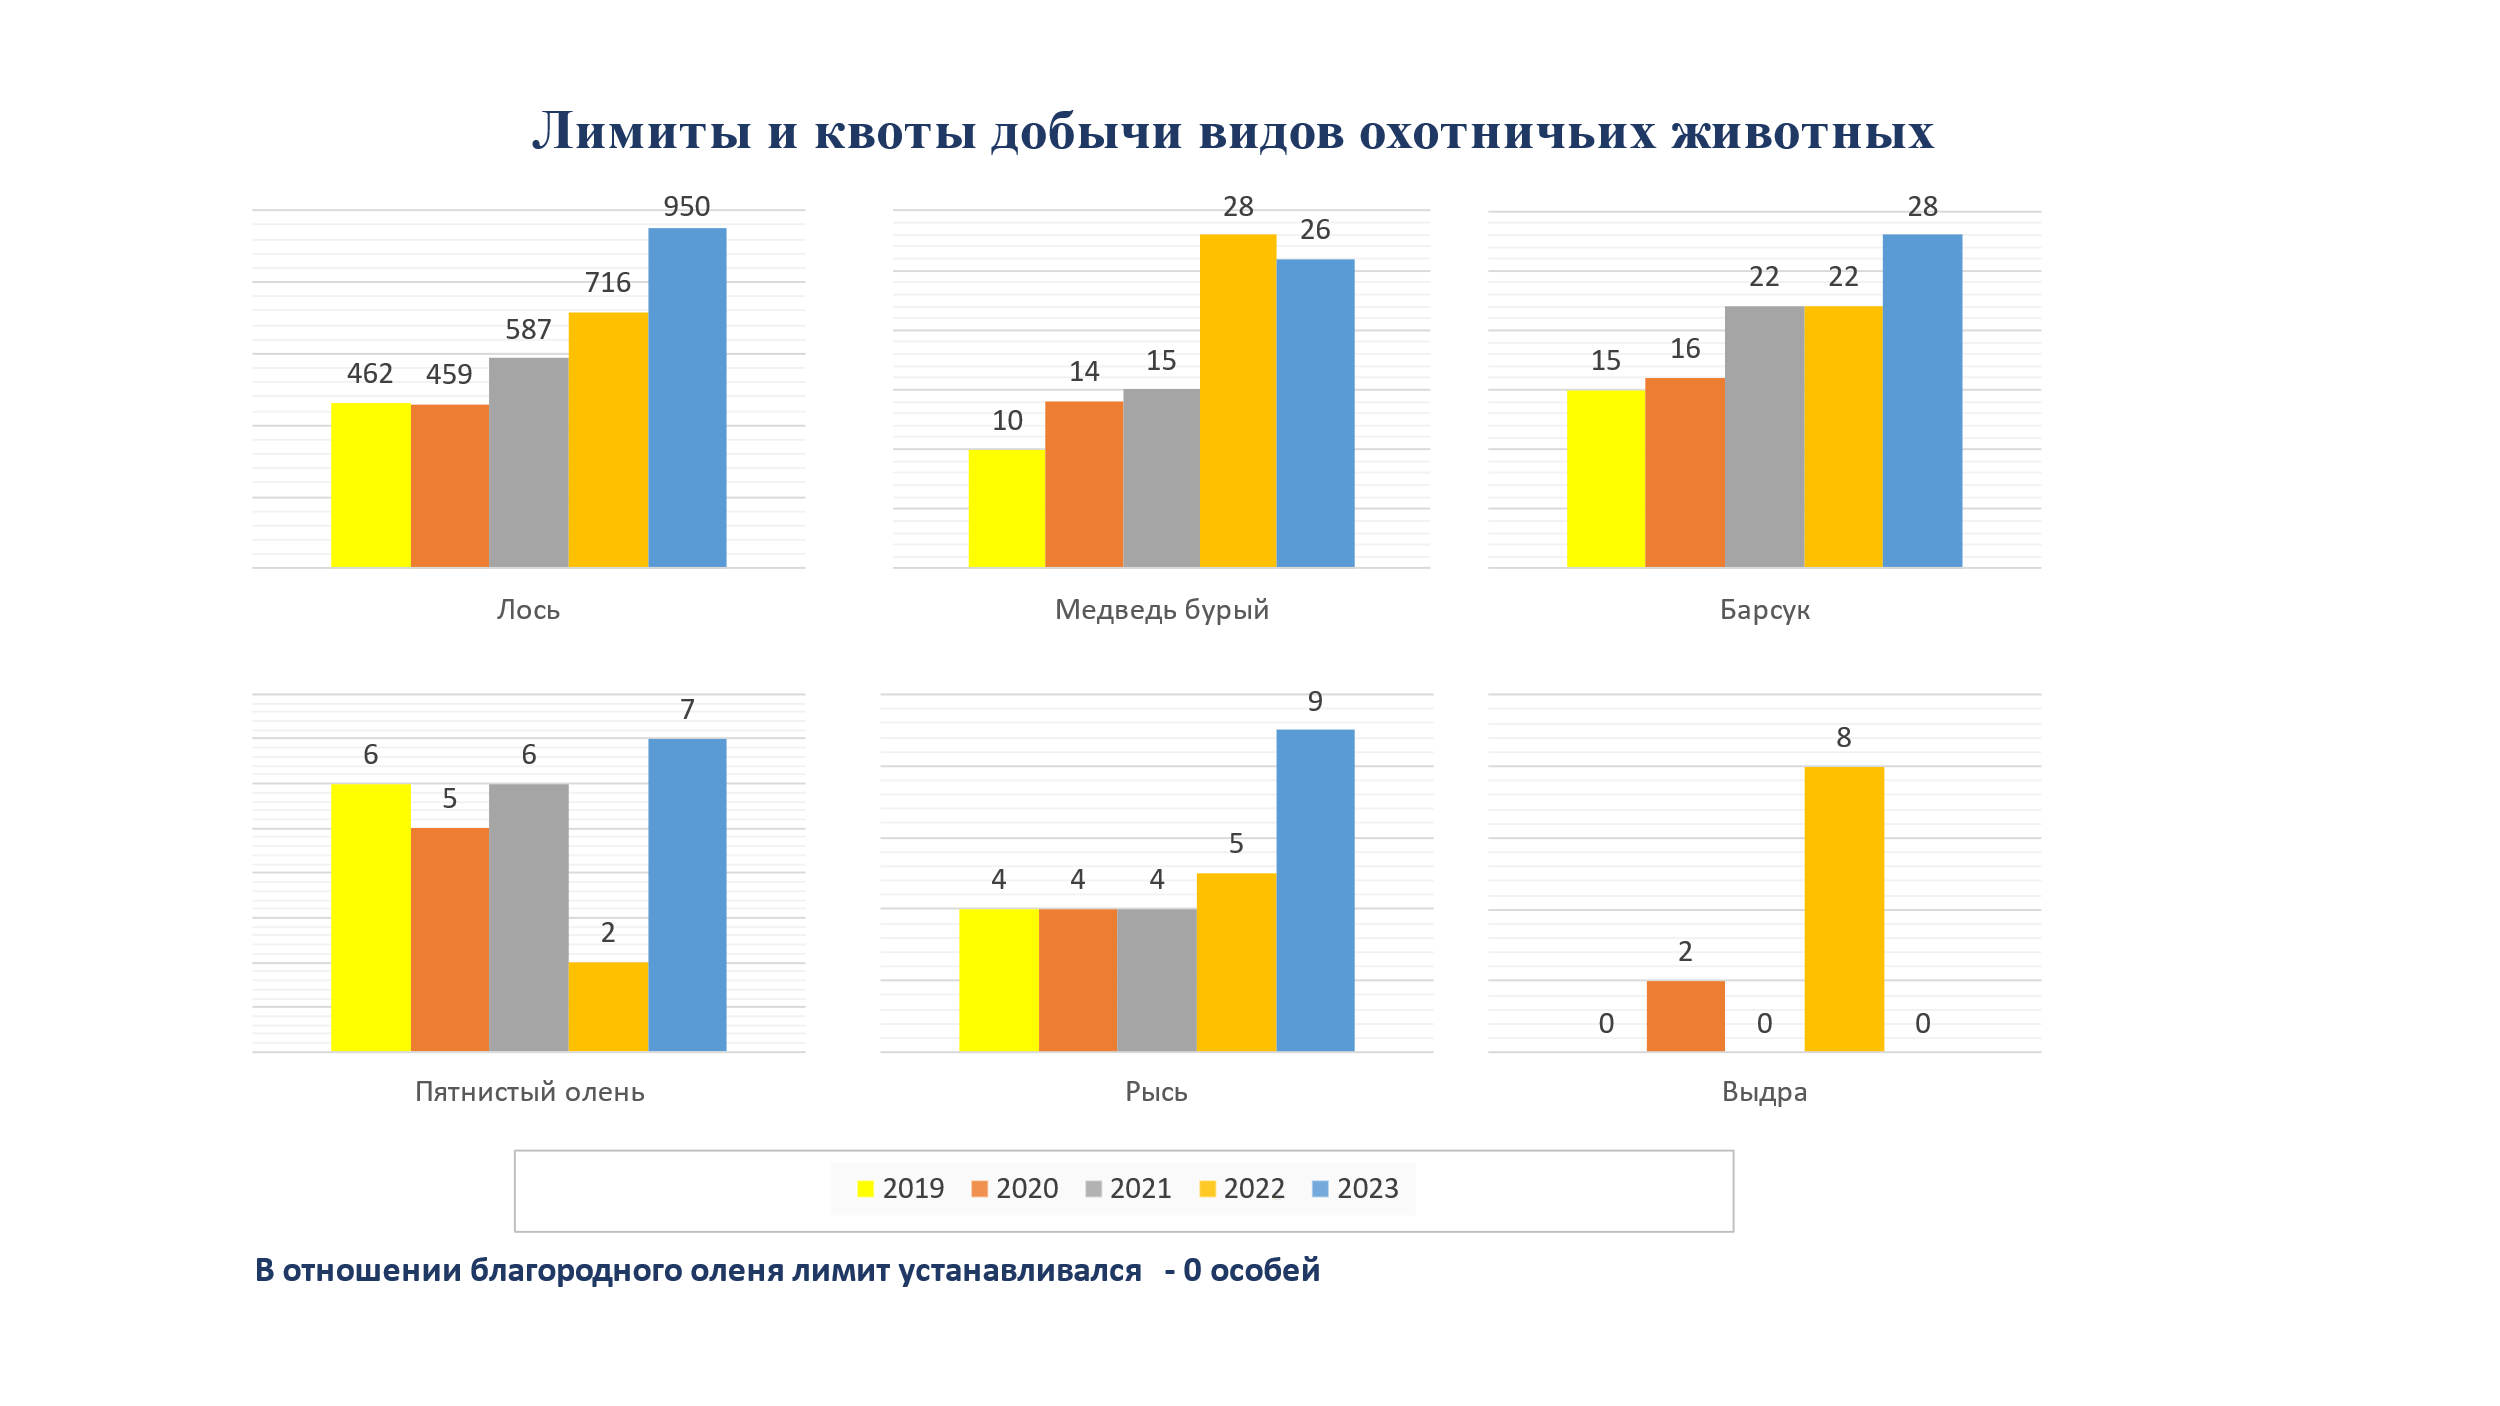 Лимиты и квоты добычи видов охотничьих животных
462 459 587 716 950
Лось
10 14 15 28 26
Медведь бурый
15 16 22 22 28
Барсук
6 5 6 2 7
Пятнистый олень
4 4 4 5 9
Рысь
0 2 0 8 0
Выдра
2019 2020 2021 2022 2023
В отношении благородного оленя лимит устанавливался - 0 особей